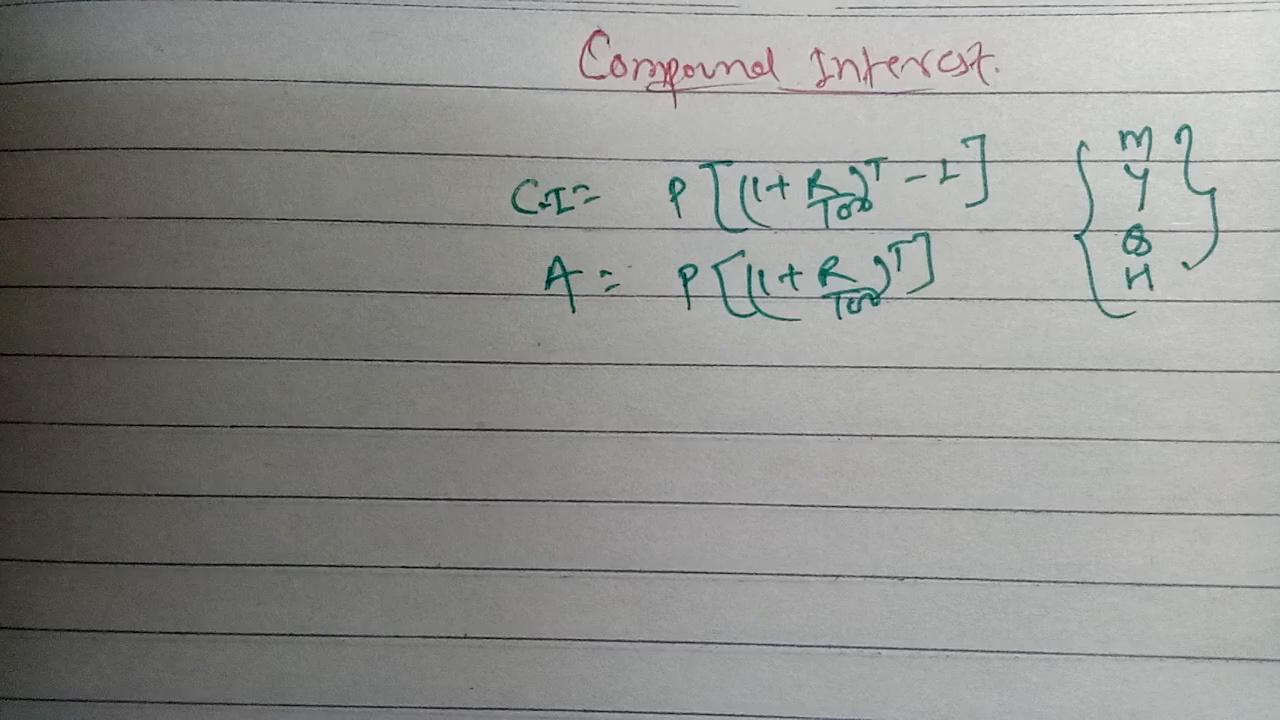 Compound Interest.
C.I = P[(1+R/100)^T - 1]
A = P[(1+R/100)^T]
{ M
Y
Q
H }